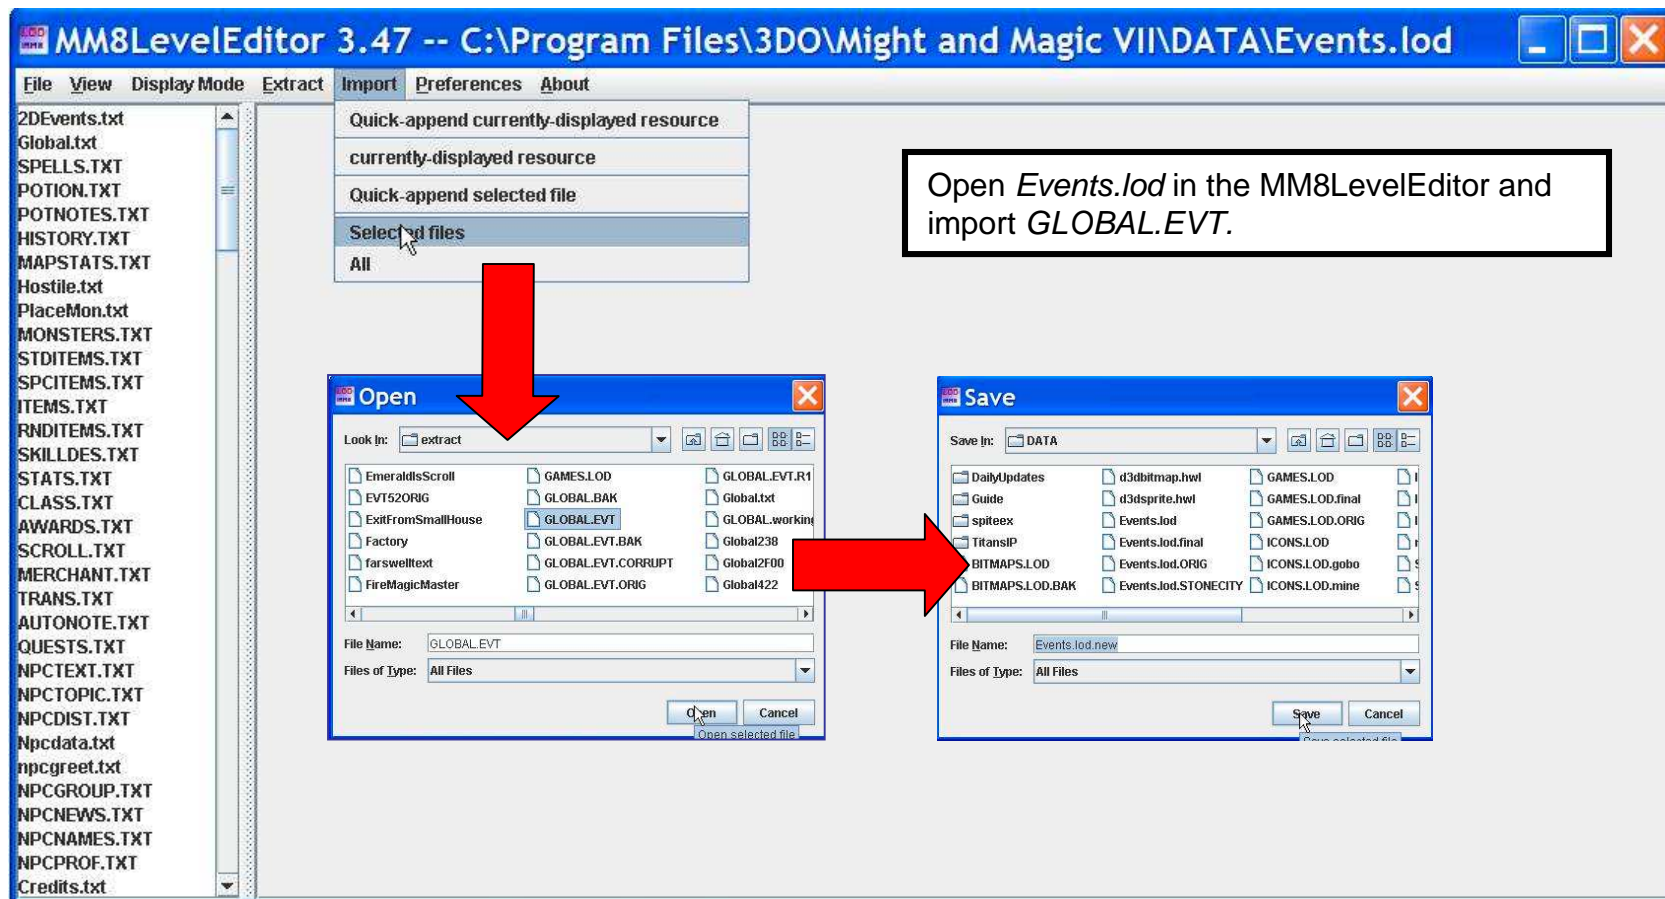 MM8LevelEditor 3.47 -- C:\Program Files\3DO\Might and Magic VII\DATA\Events.lod
File View Display Mode Extract Import Preferences About
2DEvents.txt
Global.txt
SPELLS.TXT
POTION.TXT
POTNOTES.TXT
HISTORY.TXT
MAPSTATS.TXT
Hostile.txt
PlaceMon.txt
MONSTERS.TXT
STDITEMS.TXT
SPCITEMS.TXT
ITEMS.TXT
RNDITEMS.TXT
SKILLDES.TXT
STATS.TXT
CLASS.TXT
AWARDS.TXT
SCROLL.TXT
MERCHANT.TXT
TRANS.TXT
AUTONOTE.TXT
QUESTS.TXT
NPCTEXT.TXT
NPCTOPIC.TXT
NPCDIST.TXT
Npcdata.txt
npcgreet.txt
NPCGROUP.TXT
NPCNEWS.TXT
NPCNAMES.TXT
NPCPROF.TXT
Credits.txt
Quick-append currently-displayed resource
currently-displayed resource
Quick-append selected file
Selected files
All
Open Events.lod in the MM8LevelEditor and
import GLOBAL.EVT.
Open
Look In: extract
EmeraldIsScroll GAMES.LOD GLOBAL.EVT.R1
EVT52ORIG GLOBAL.BAK Global.txt
ExitFromSmallHouse GLOBAL.EVT GLOBAL.working
Factory GLOBAL.EVT.BAK Global238
farswelltext GLOBAL.EVT.CORRUPT Global2F00
FireMagicMaster GLOBAL.EVT.ORIG Global422
File Name: GLOBAL.EVT
Files of Type: All Files
Open Cancel
Open selected file
Save
Save In: DATA
DailyUpdates d3dbitmap.hwl GAMES.LOD
Guide d3dsprite.hwl GAMES.LOD.final
spiteex Events.lod GAMES.LOD.ORIG
TitansIP Events.lod.final ICONS.LOD
BITMAPS.LOD Events.lod.ORIG ICONS.LOD.gobo
BITMAPS.LOD.BAK Events.lod.STONECITY ICONS.LOD.mine
File Name: Events.lod.new
Files of Type: All Files
Save Cancel
Save selected file